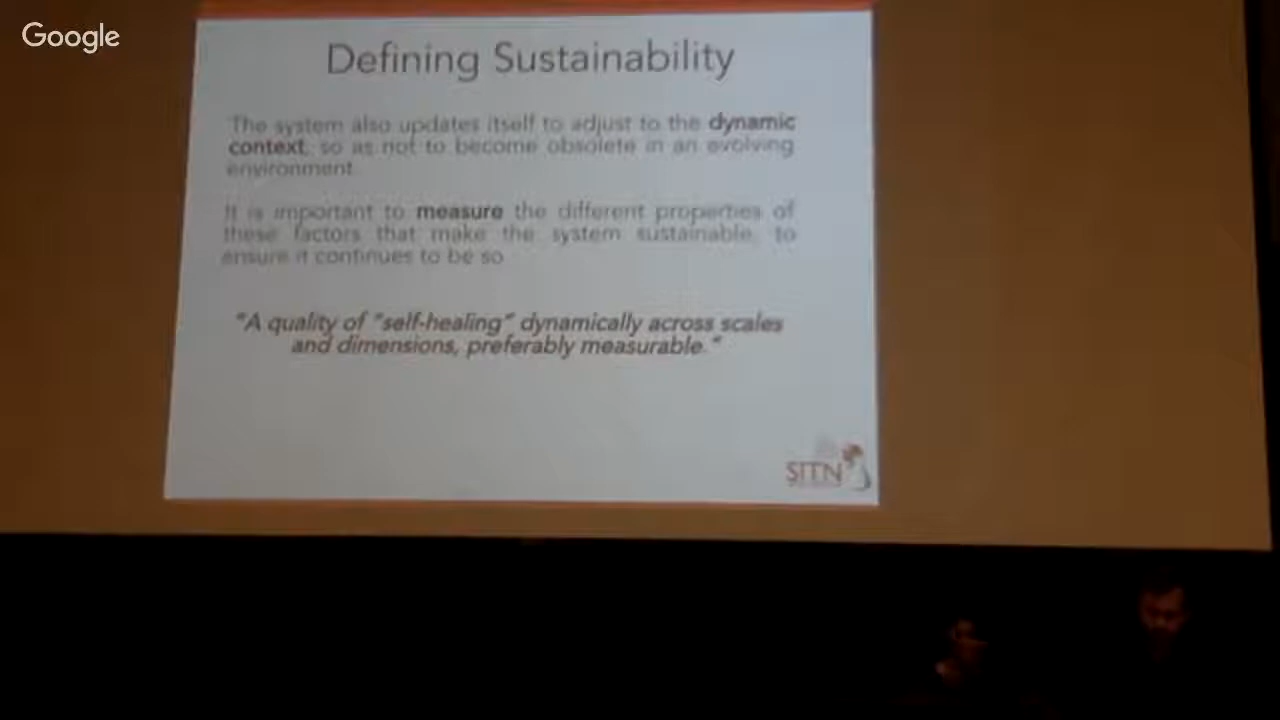 Google
Defining Sustainability
The system also updates itself to adjust to the dynamic
context, so as not to become obsolete in an evolving
environment.
It is important to measure the different properties of
these factors that make the system sustainable, to
ensure it continues to be so
"A quality of "self-healing" dynamically across scales
and dimensions, preferably measurable."
SITN